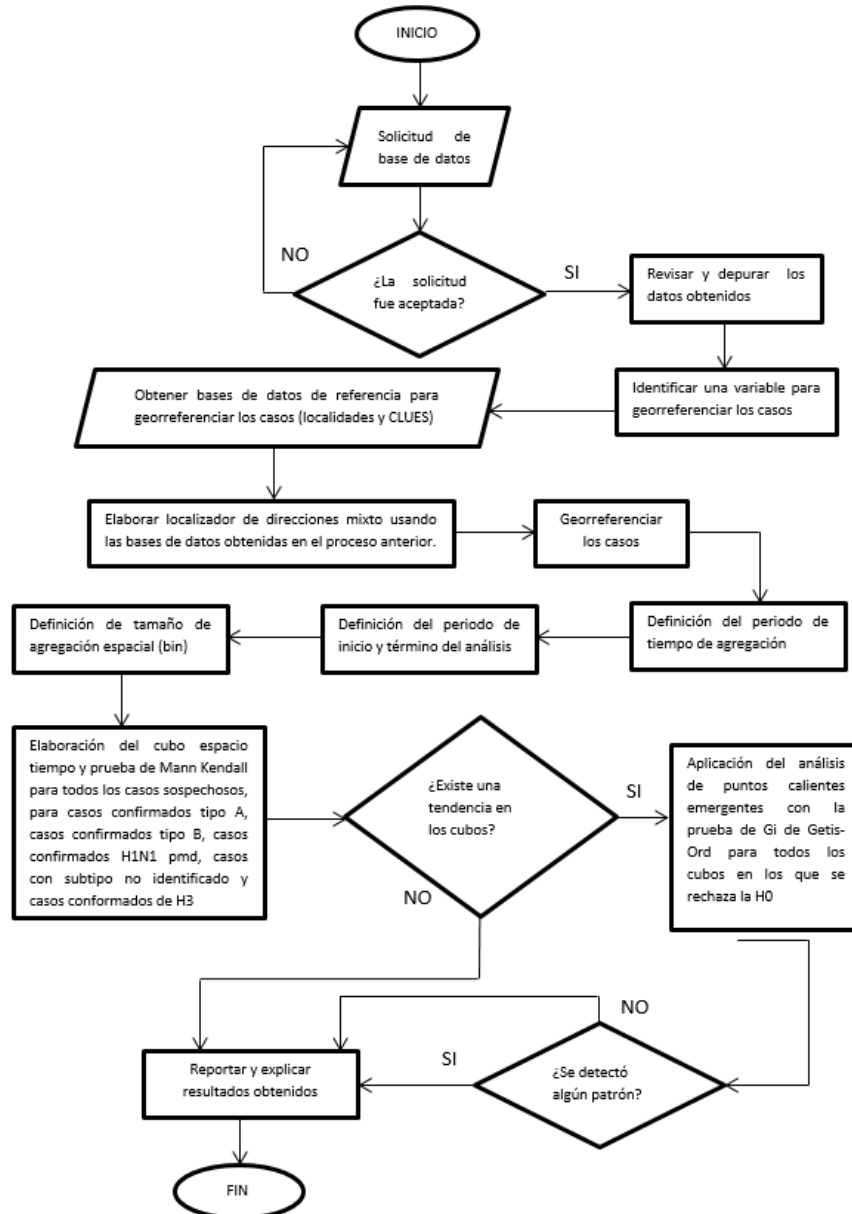 INICIO
Solicitud de
base de datos
NO
¿La solicitud
fue aceptada?
SI
Revisar y depurar los
datos obtenidos
Identificar una variable para
georreferenciar los casos
Obtener bases de datos de referencia para
georreferenciar los casos (localidades y CLUES)
Elaborar localizador de direcciones mixto usando
las bases de datos obtenidas en el proceso anterior.
Georreferenciar
los casos
Definición del periodo de
tiempo de agregación
Definición del periodo de
inicio y término del análisis
Definición de tamaño de
agregación espacial (bin)
Elaboración del cubo espacio
tiempo y prueba de Mann Kendall
para todos los casos sospechosos,
para casos confirmados tipo A,
casos confirmados tipo B, casos
confirmados H1N1 pmd, casos
con subtipo no identificado y
casos conformados de H3
¿Existe una
tendencia en
los cubos?
SI
NO
Aplicación del análisis
de puntos calientes
emergentes con la
prueba de Gi de Getis-
Ord para todos los
cubos en los que se
rechaza la H0
NO
¿Se detectó
algún patrón?
SI
Reportar y explicar
resultados obtenidos
FIN